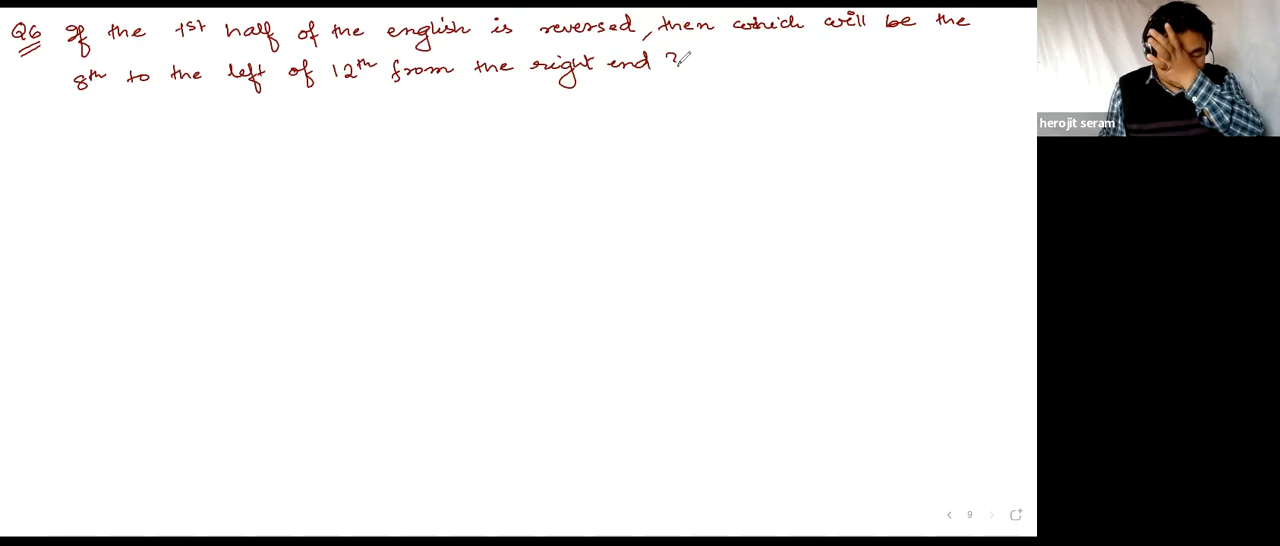 Q6 If the 1st half of the english is reversed, then which will be the
8th to the left of 12th from the right end ?
herojit seram
9